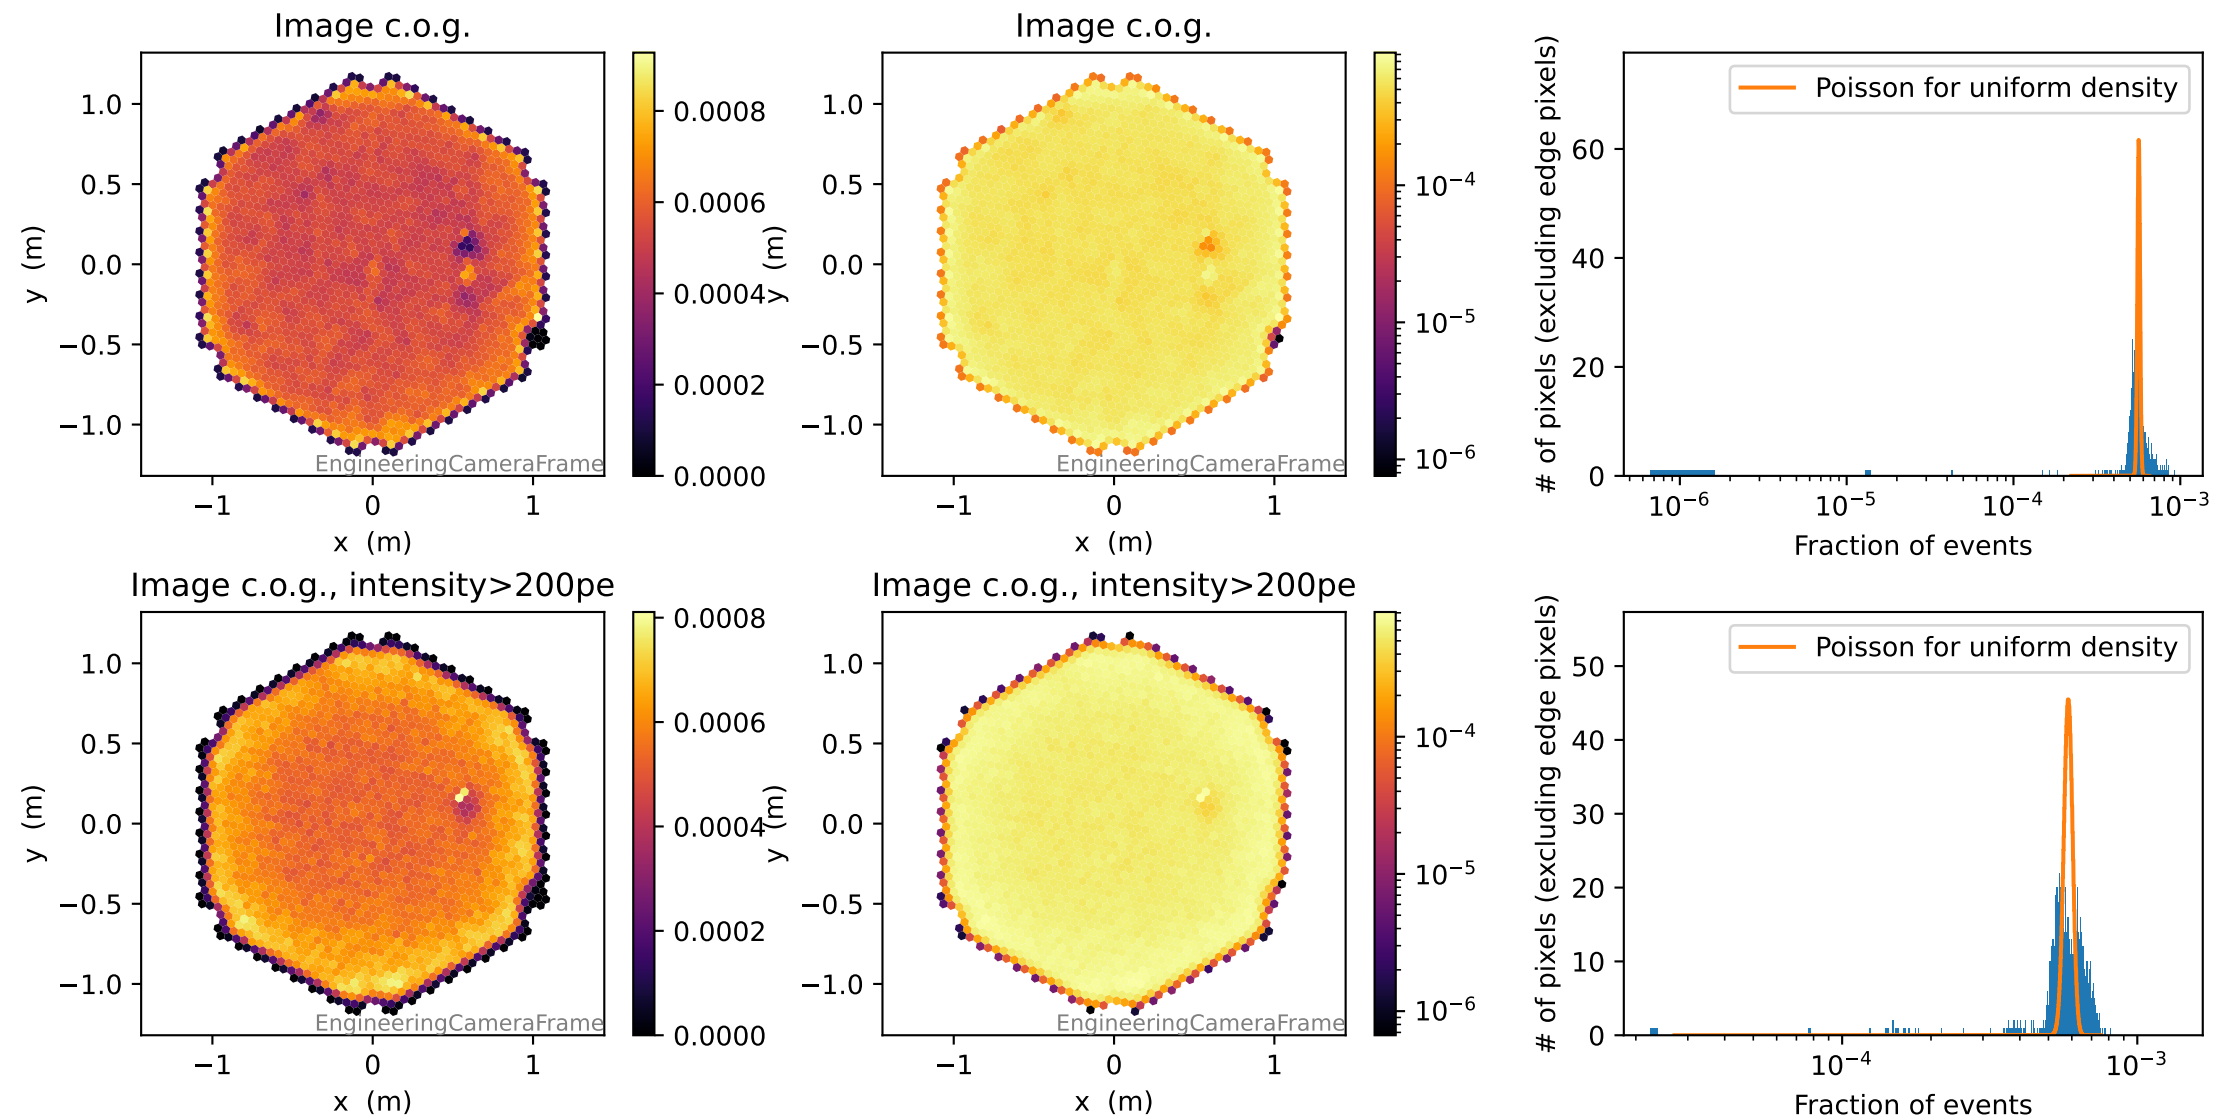 Image c.o.g.
y (m)
1.0
0.5
0.0
−0.5
−1.0
−1
0
1
x (m)
EngineeringCameraFrame
0.0008
0.0006
0.0004
0.0002
0.0000
Image c.o.g.
y (m)
1.0
0.5
0.0
−0.5
−1.0
−1
0
1
x (m)
EngineeringCameraFrame
10⁻⁴
10⁻⁵
10⁻⁶
# of pixels (excluding edge pixels)
60
40
20
0
Poisson for uniform density
10⁻⁶
10⁻⁵
10⁻⁴
10⁻³
Fraction of events
Image c.o.g., intensity>200pe
y (m)
1.0
0.5
0.0
−0.5
−1.0
−1
0
1
x (m)
EngineeringCameraFrame
0.0008
0.0006
0.0004
0.0002
0.0000
Image c.o.g., intensity>200pe
y (m)
1.0
0.5
0.0
−0.5
−1.0
−1
0
1
x (m)
EngineeringCameraFrame
10⁻⁴
10⁻⁵
10⁻⁶
# of pixels (excluding edge pixels)
50
40
30
20
10
0
Poisson for uniform density
10⁻⁴
10⁻³
Fraction of events